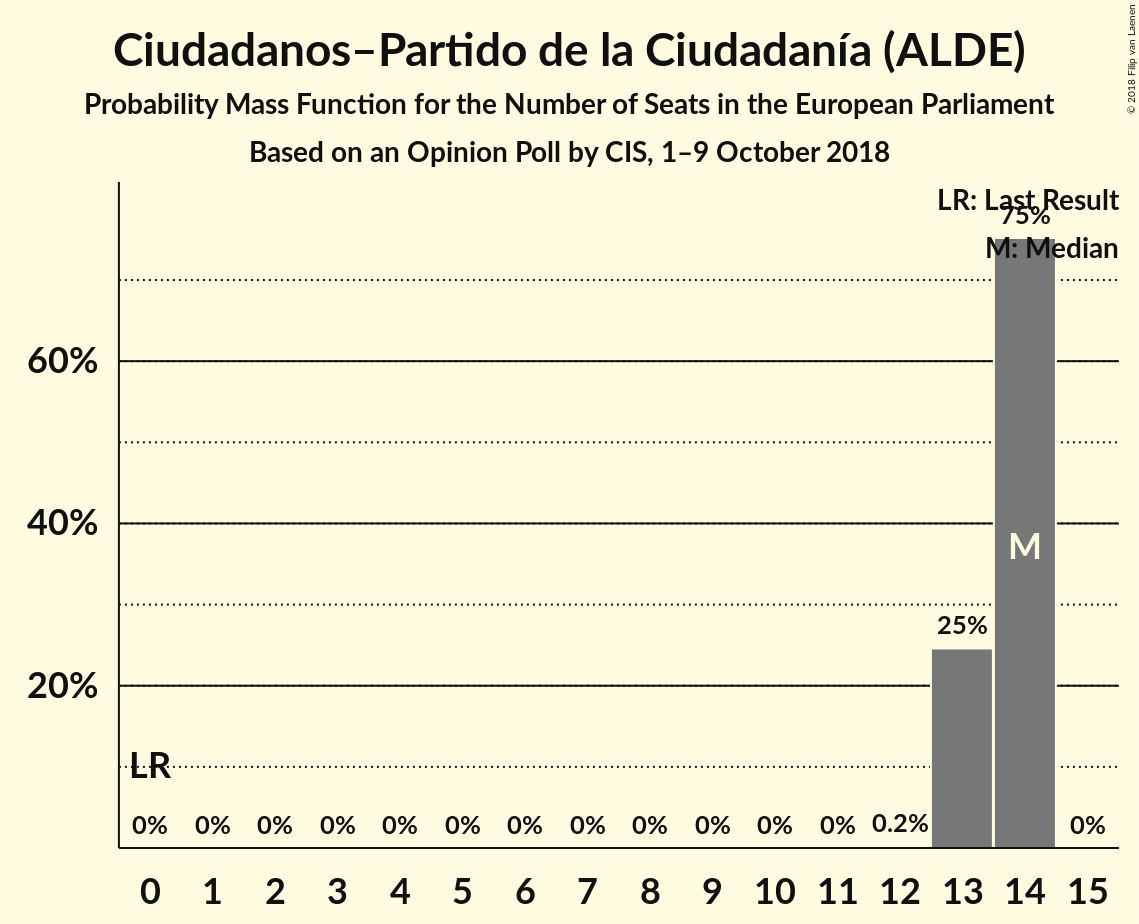 Ciudadanos–Partido de la Ciudadanía (ALDE)
Probability Mass Function for the Number of Seats in the European Parliament
Based on an Opinion Poll by CIS, 1–9 October 2018
© 2018 Filip van Laenen
LR: Last Result
75%
M: Median
60%
40%
M
25%
20%
LR
0% 0% 0% 0% 0% 0% 0% 0% 0% 0% 0% 0% 0.2% 0%
0 1 2 3 4 5 6 7 8 9 10 11 12 13 14 15